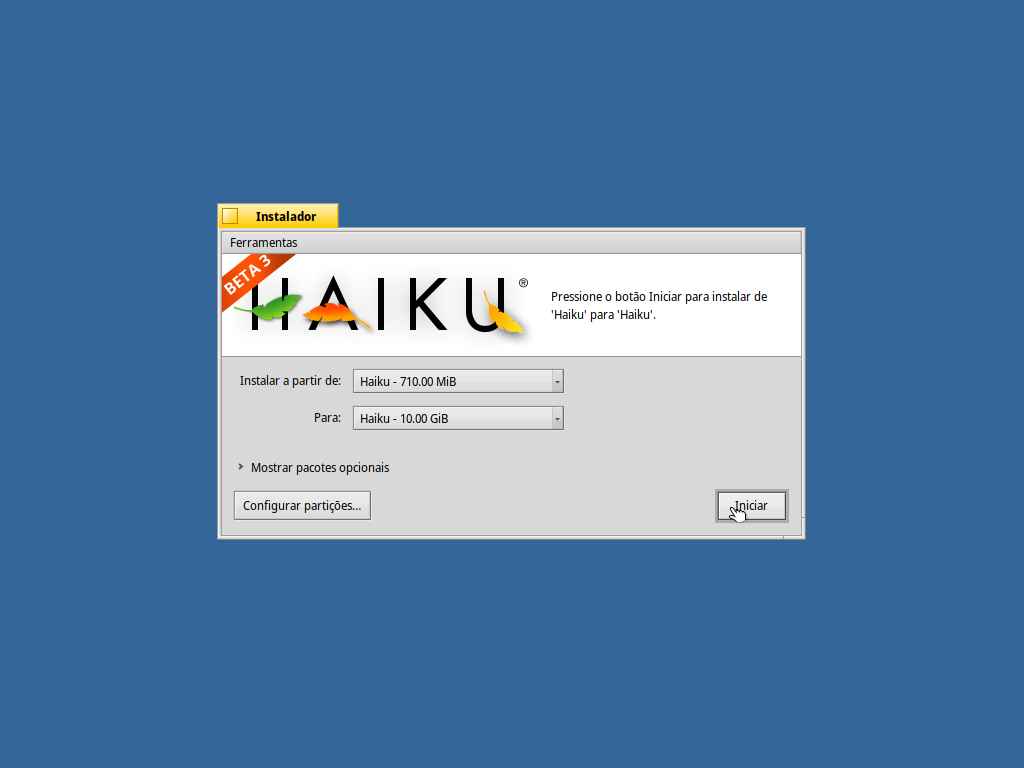 Instalador
Ferramentas
BETA 3
HAIKU®
Pressione o botão Iniciar para instalar de
'Haiku' para 'Haiku'.
Instalar a partir de: Haiku - 710.00 MiB
Para: Haiku - 10.00 GiB
Mostrar pacotes opcionais
Configurar partições... Iniciar